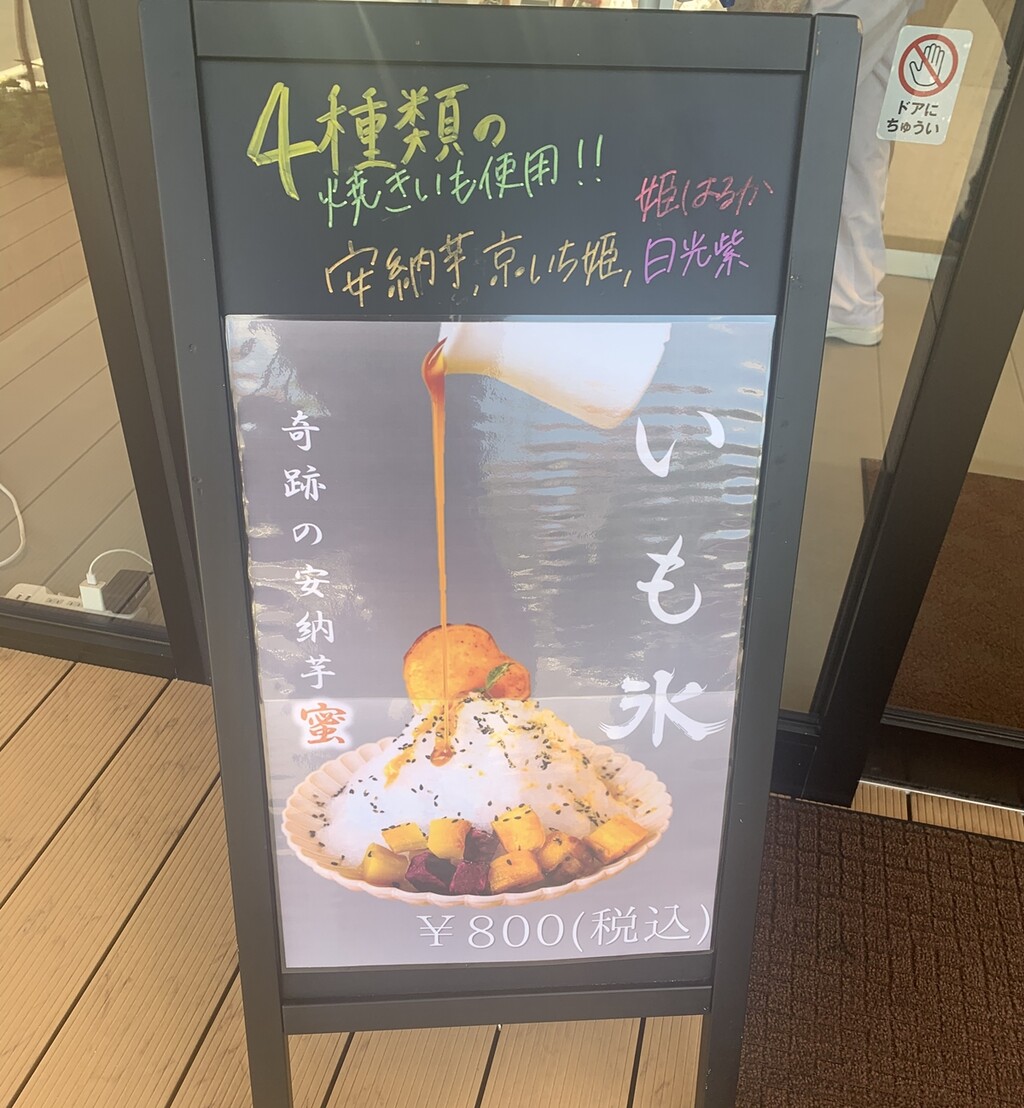 4種類の
焼きいも使用!!
姫はるか
安納芋,京いち姫,日光紫
いも氷
奇跡の安納芋蜜
¥800(税込)
ドアに
ちゅうい